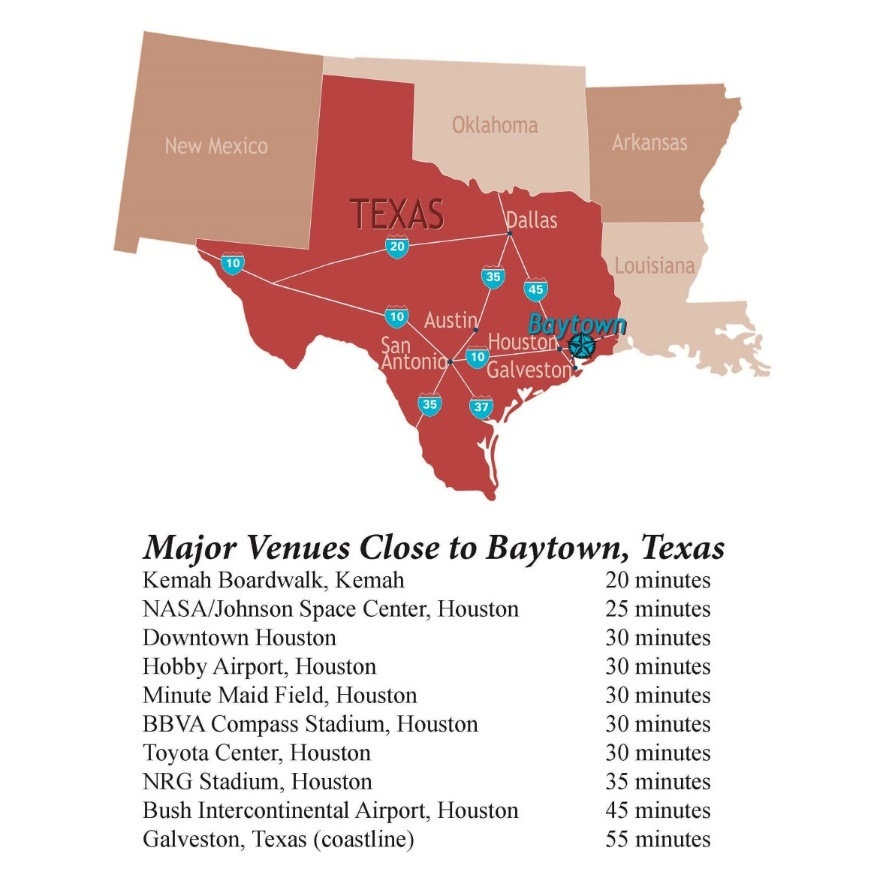 New Mexico
Oklahoma
Arkansas
TEXAS
Dallas
20
10
Louisiana
35
45
10
Austin
Baytown
San
Antonio
Houston
10
Galveston
35
37
Major Venues Close to Baytown, Texas
Kemah Boardwalk, Kemah 20 minutes
NASA/Johnson Space Center, Houston 25 minutes
Downtown Houston 30 minutes
Hobby Airport, Houston 30 minutes
Minute Maid Field, Houston 30 minutes
BBVA Compass Stadium, Houston 30 minutes
Toyota Center, Houston 30 minutes
NRG Stadium, Houston 35 minutes
Bush Intercontinental Airport, Houston 45 minutes
Galveston, Texas (coastline) 55 minutes